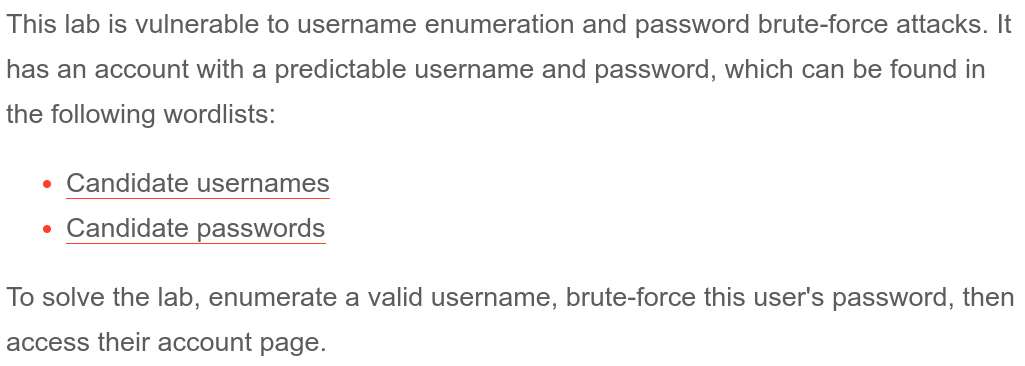 This lab is vulnerable to username enumeration and password brute-force attacks. It
has an account with a predictable username and password, which can be found in
the following wordlists:
Candidate usernames
Candidate passwords
To solve the lab, enumerate a valid username, brute-force this user's password, then
access their account page.